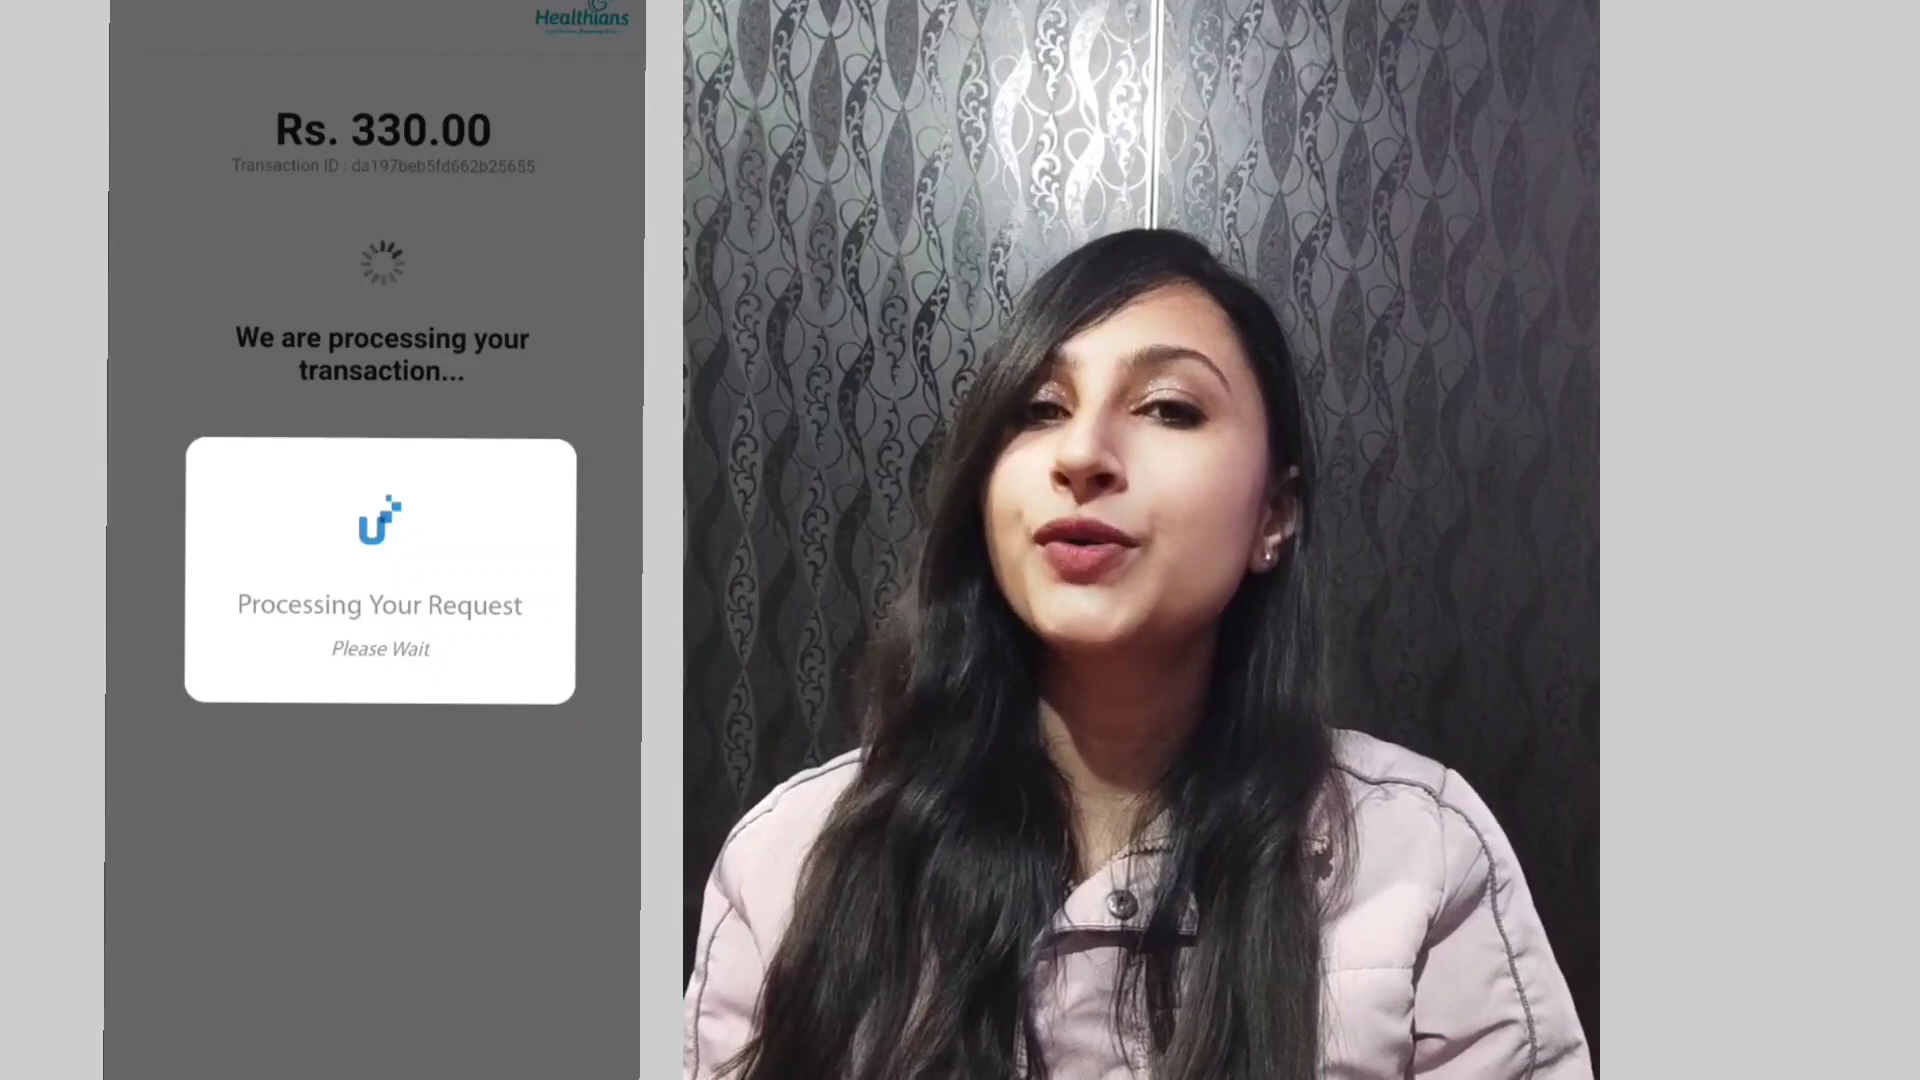 Healthians
Rs. 330.00
Transaction ID : da197beb5fd662b25655
We are processing your
transaction...
Processing Your Request
Please Wait